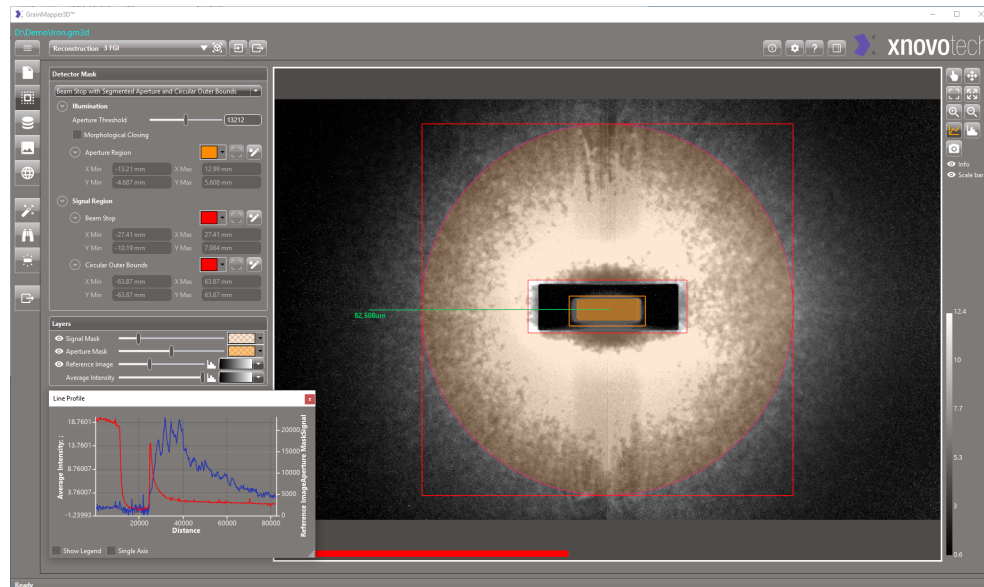 GrainMapper3D™
D:\Demo\Iron.gm3d
Reconstruction 3 FGI
xnovotech
Detector Mask
Beam Stop with Segmented Aperture and Circular Outer Bounds
Illumination
Aperture Threshold 13212
Morphological Closing
Aperture Region
X Min -13.21 mm X Max 12.99 mm
Y Min -4.687 mm Y Max 5.608 mm
Signal Region
Beam Stop
X Min -27.41 mm X Max 27.41 mm
Y Min -10.19 mm Y Max 7.984 mm
Circular Outer Bounds
X Min -63.87 mm X Max 63.87 mm
Y Min -63.87 mm Y Max 63.87 mm
Layers
Signal Mask
Aperture Mask
Reference Image
Average Intensity
Info
Scale bar
82,508um
12.4
10
7.7
5.3
3
0.6
Line Profile x
18.7601
13.7601
8.76007
3.76007
-1.23993
Average Intensity: ;
20000 40000 60000 80000
Distance
20000
15000
10000
5000
0
Reference ImageAperture MaskSignal
Show Legend Single Axis
Ready